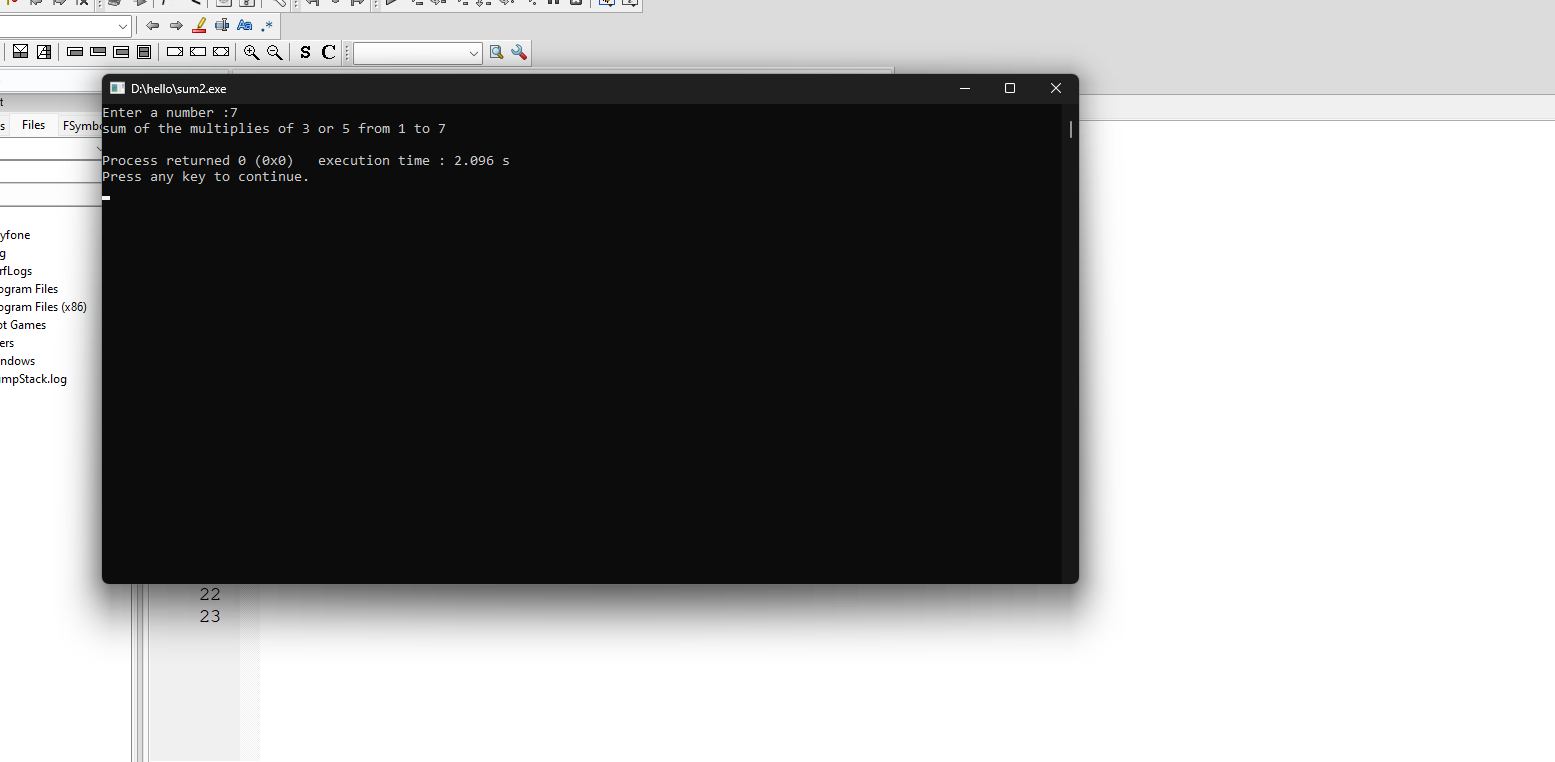 Aa .*
S C
D:\hello\sum2.exe
t
s Files FSymbo
Enter a number :7
sum of the multiplies of 3 or 5 from 1 to 7
Process returned 0 (0x0) execution time : 2.096 s
Press any key to continue.
yfone
g
rfLogs
ogram Files
ogram Files (x86)
ot Games
ers
ndows
mpStack.log
22
23